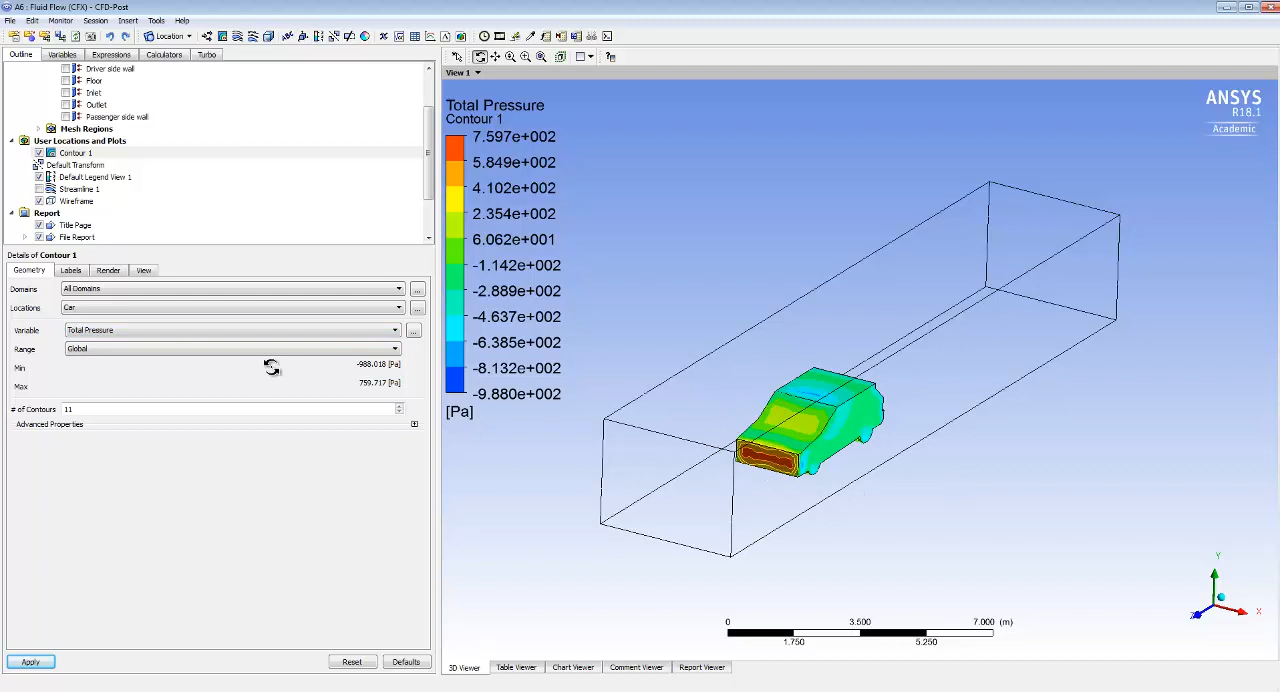 A6 : Fluid Flow (CFX) - CFD-Post
File Edit Monitor Session Insert Tools Help
Location
Outline Variables Expressions Calculators Turbo
Driver side wall
Floor
Inlet
Outlet
Passenger side wall
Mesh Regions
User Locations and Plots
Contour 1
Default Transform
Default Legend View 1
Streamline 1
Wireframe
Report
Title Page
File Report
Details of Contour 1
Geometry Labels Render View
Domains All Domains ...
Locations Car ...
Variable Total Pressure ...
Range Global
Min -988.018 [Pa]
Max 759.717 [Pa]
# of Contours 11
Advanced Properties
Apply Reset Defaults
View 1
Total Pressure
Contour 1
7.597e+002
5.849e+002
4.102e+002
2.354e+002
6.062e+001
-1.142e+002
-2.889e+002
-4.637e+002
-6.385e+002
-8.132e+002
-9.880e+002
[Pa]
ANSYS
R18.1
Academic
Y
X
Z
0 3.500 7.000 (m)
1.750 5.250
3D Viewer Table Viewer Chart Viewer Comment Viewer Report Viewer